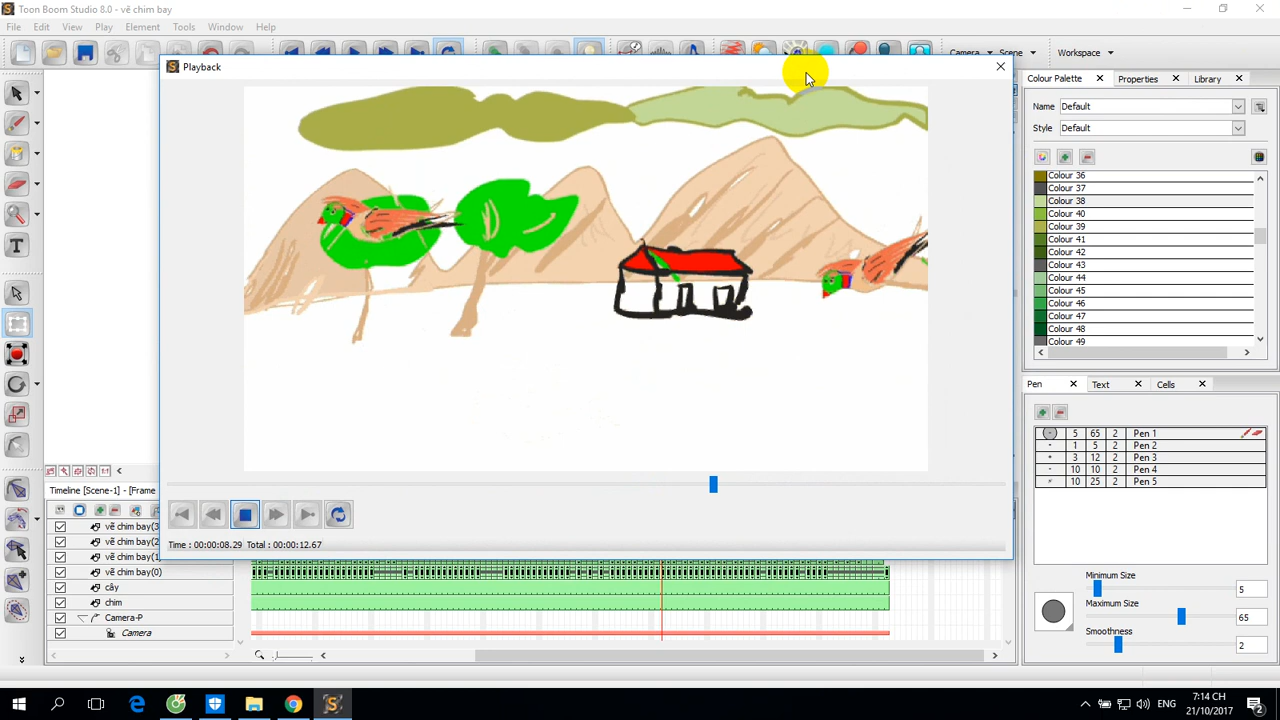 Toon Boom Studio 8.0 - vẽ chim bay
File Edit View Play Element Tools Window Help
Playback
Camera Scene Workspace
Colour Palette Properties Library
Name Default
Style Default
Colour 36
Colour 37
Colour 38
Colour 40
Colour 39
Colour 41
Colour 42
Colour 43
Colour 44
Colour 45
Colour 46
Colour 47
Colour 48
Colour 49
Pen Text Cells
5 65 2 Pen 1
1 5 2 Pen 2
3 12 2 Pen 3
10 10 2 Pen 4
10 25 2 Pen 5
Minimum Size
5
Maximum Size
65
Smoothness
2
Timeline [Scene-1] - [Frame
Time : 00:00:08.29 Total : 00:00:12.67
vẽ chim bay(3
vẽ chim bay(2
vẽ chim bay(1
vẽ chim bay(0)
cây
chim
Camera-P
Camera
7:14 CH
21/10/2017
2